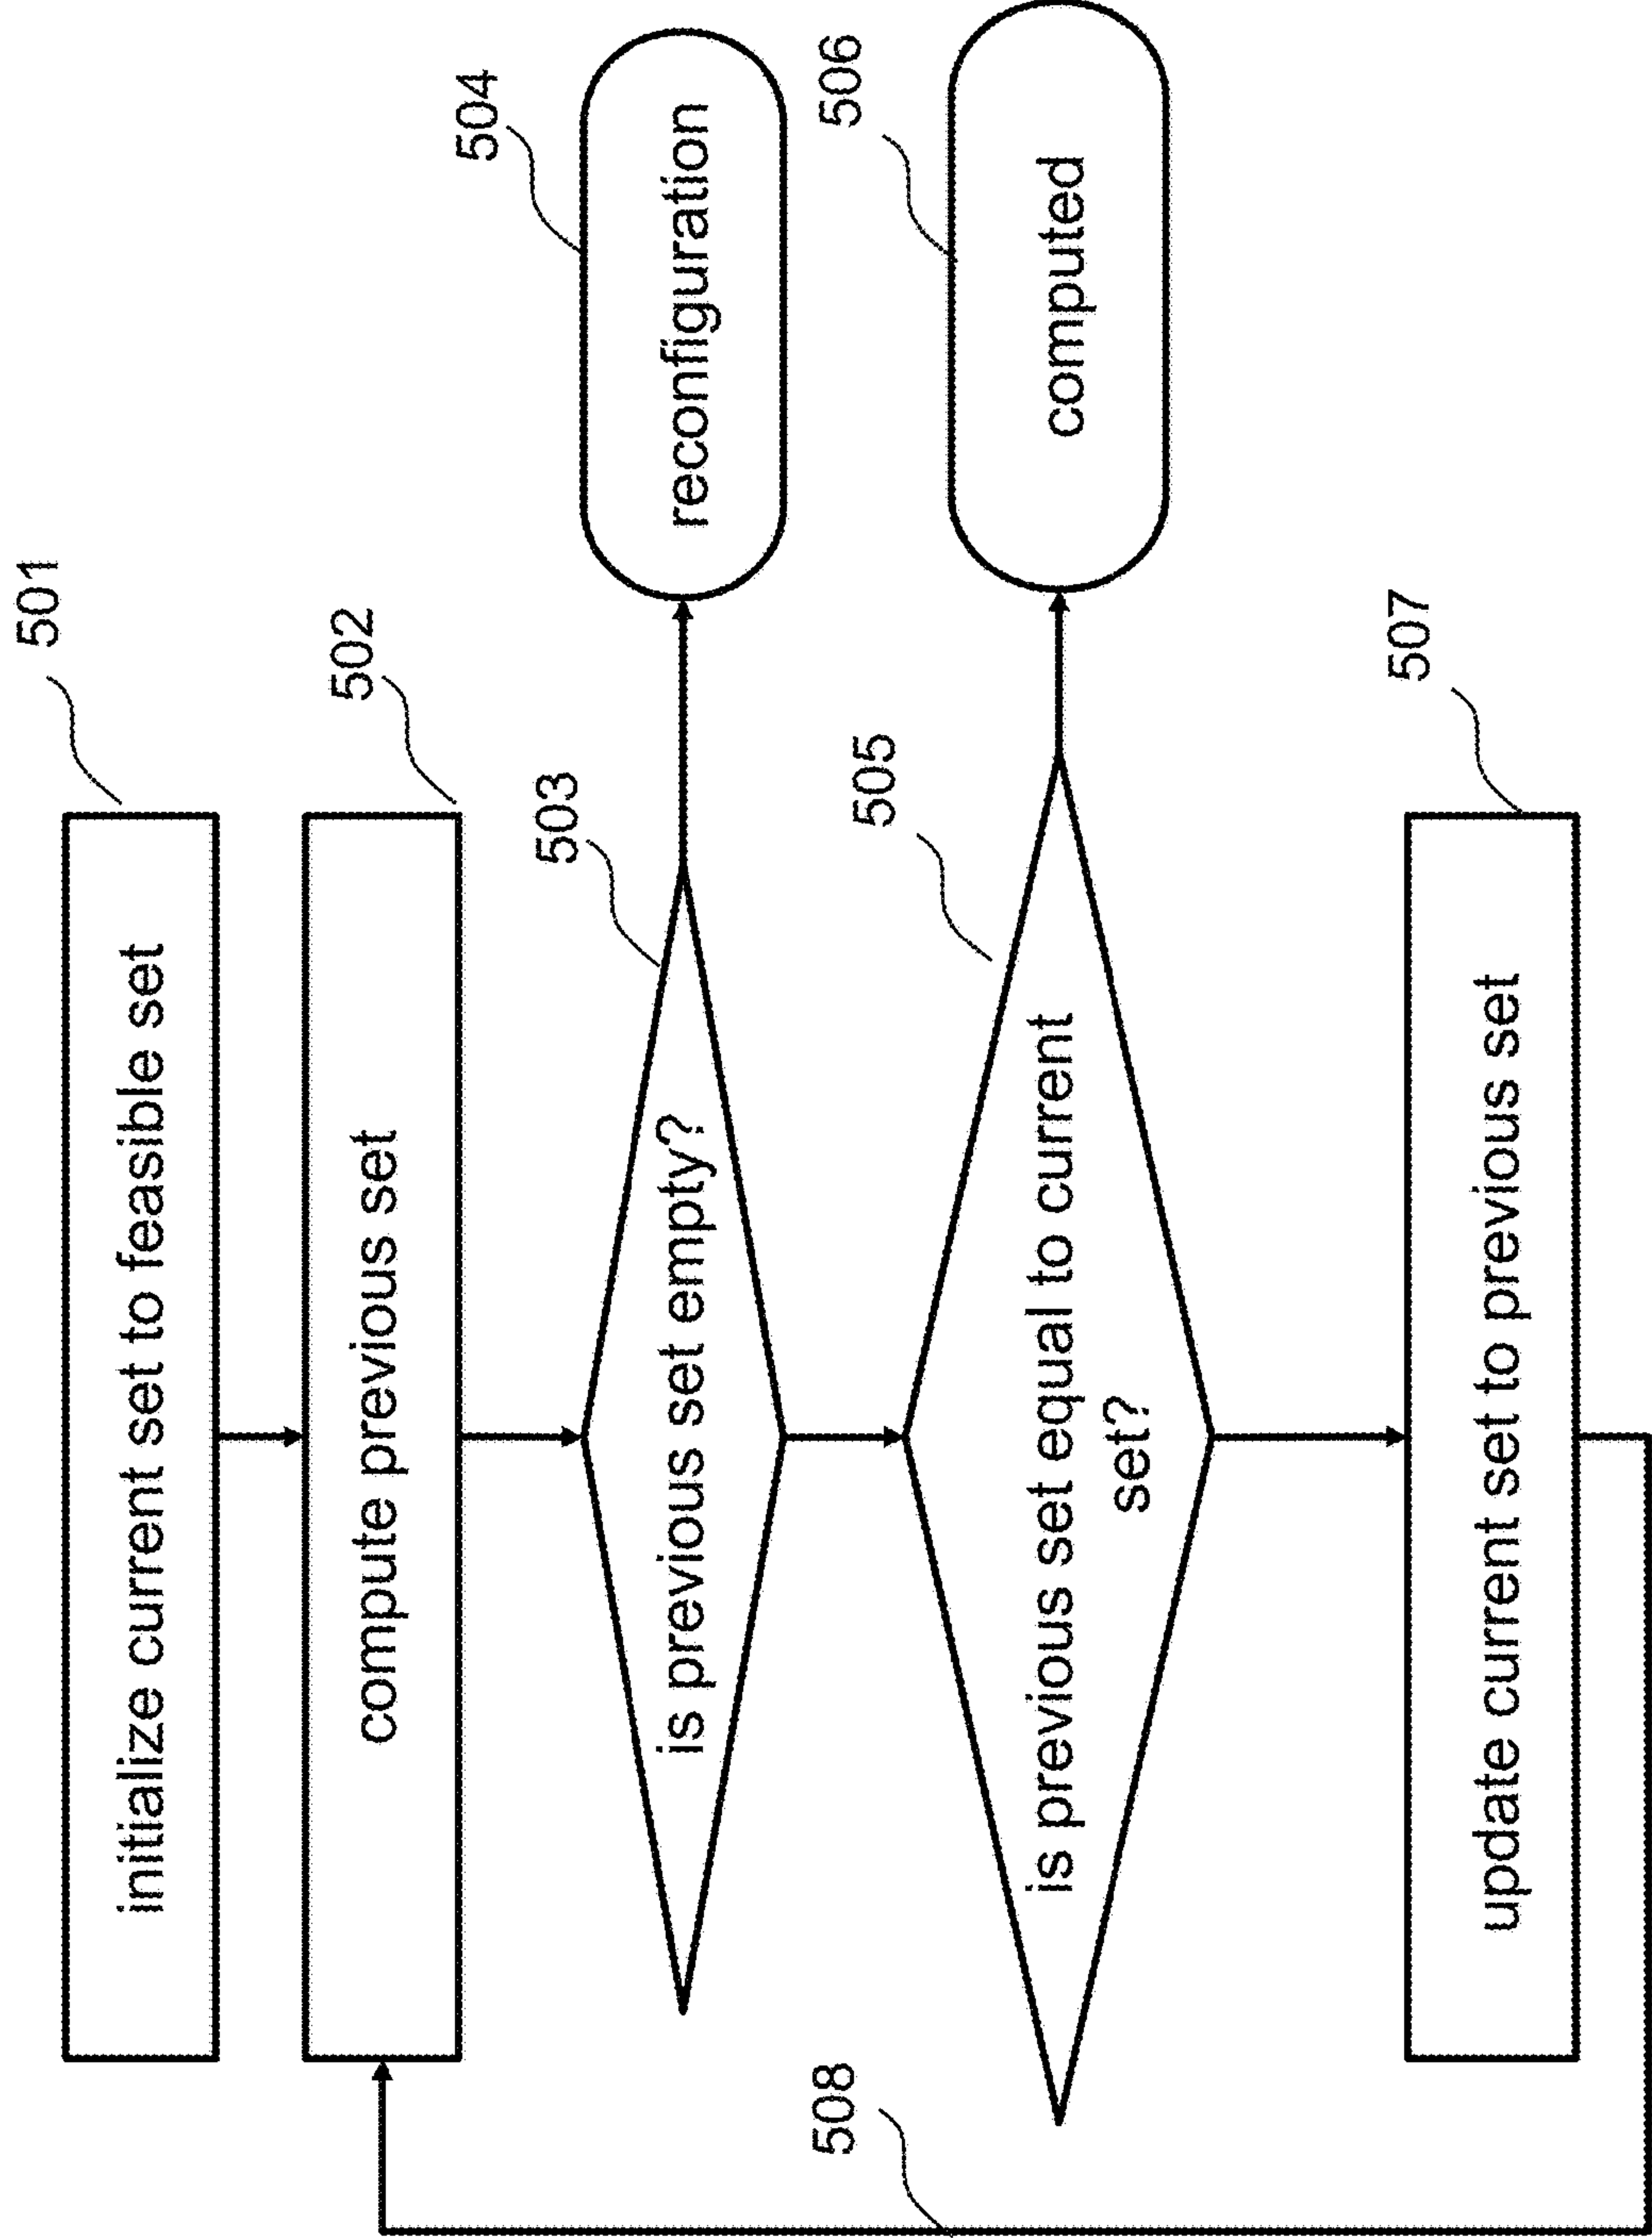 501
initialize current set to feasible set
502
compute previous set
503
is previous set empty?
504
reconfiguration
505
is previous set equal to current
set?
506
computed
507
update current set to previous set
508